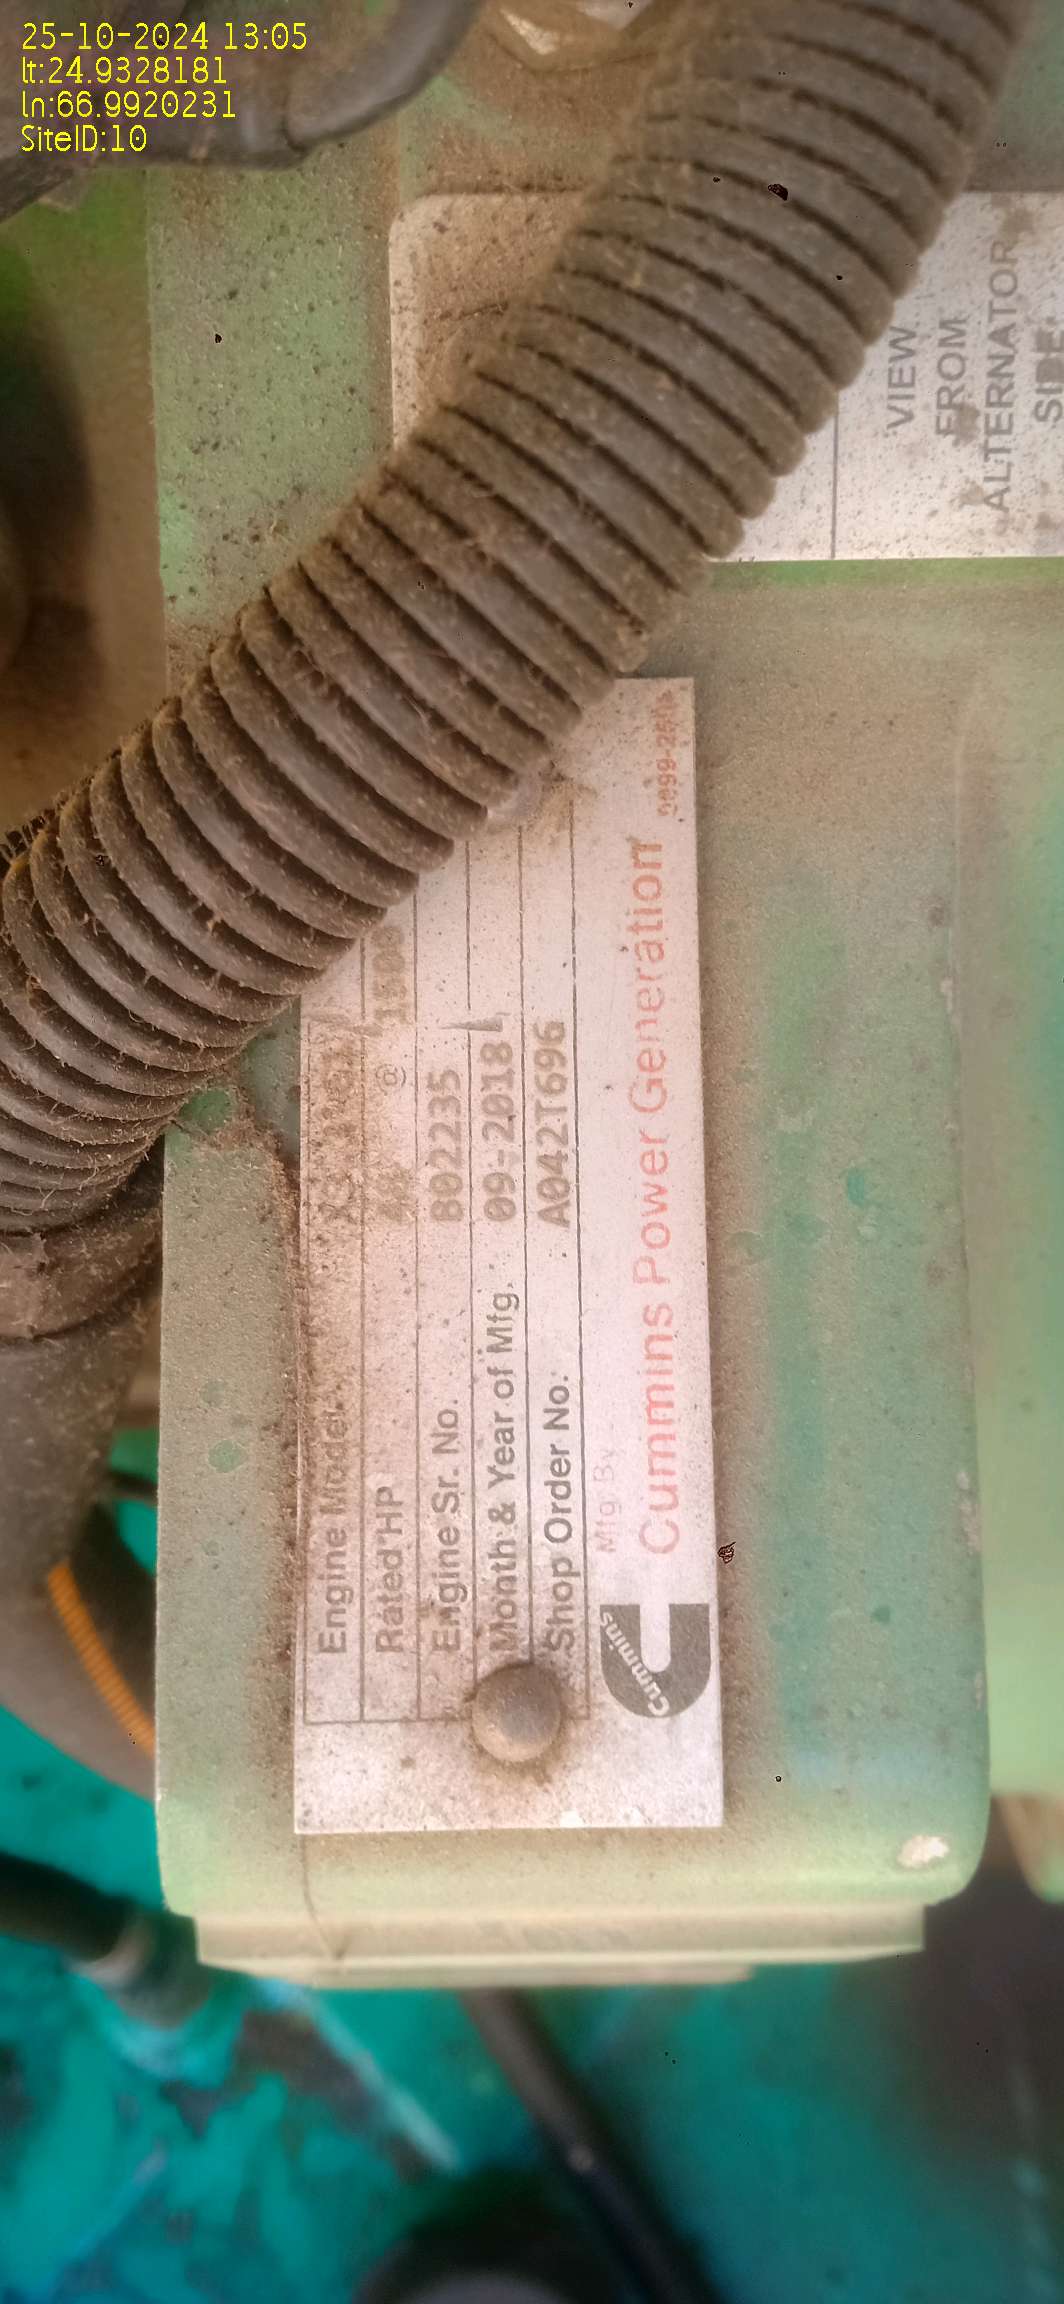 25-10-2024 13:05
lt:24.9328181
ln:66.9920231
SiteID:10
VIEW
FROM
ALTERNATOR
SIDE
Engine Model
Rated HP @
Engine Sr. No. B022235
Month & Year of Mfg. 09-2018
Shop Order No. A042T696
Mfg. By
Cummins Power Generation
Cummins